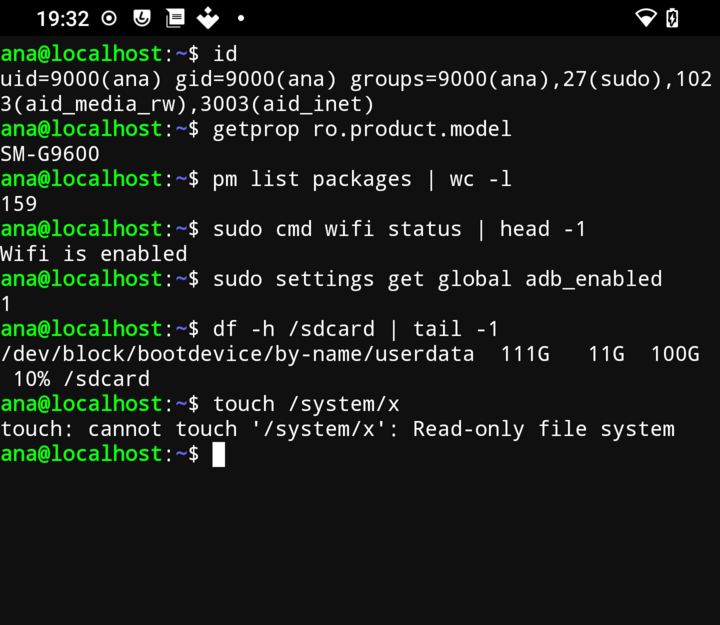 19:32
ana@localhost:~$ id
uid=9000(ana) gid=9000(ana) groups=9000(ana),27(sudo),102
3(aid_media_rw),3003(aid_inet)
ana@localhost:~$ getprop ro.product.model
SM-G9600
ana@localhost:~$ pm list packages | wc -l
159
ana@localhost:~$ sudo cmd wifi status | head -1
Wifi is enabled
ana@localhost:~$ sudo settings get global adb_enabled
1
ana@localhost:~$ df -h /sdcard | tail -1
/dev/block/bootdevice/by-name/userdata  111G   11G  100G
 10% /sdcard
ana@localhost:~$ touch /system/x
touch: cannot touch '/system/x': Read-only file system
ana@localhost:~$